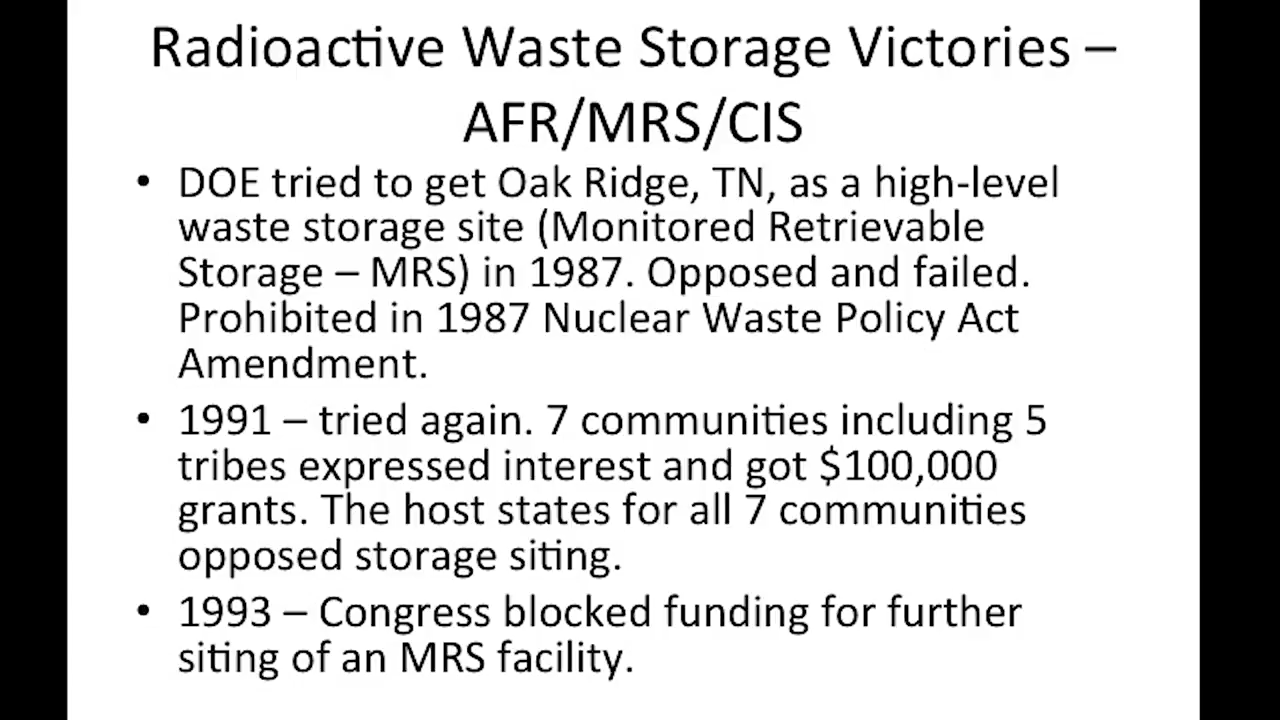 Radioactive Waste Storage Victories –
AFR/MRS/CIS
• DOE tried to get Oak Ridge, TN, as a high-level
waste storage site (Monitored Retrievable
Storage – MRS) in 1987. Opposed and failed.
Prohibited in 1987 Nuclear Waste Policy Act
Amendment.
• 1991 – tried again. 7 communities including 5
tribes expressed interest and got $100,000
grants. The host states for all 7 communities
opposed storage siting.
• 1993 – Congress blocked funding for further
siting of an MRS facility.